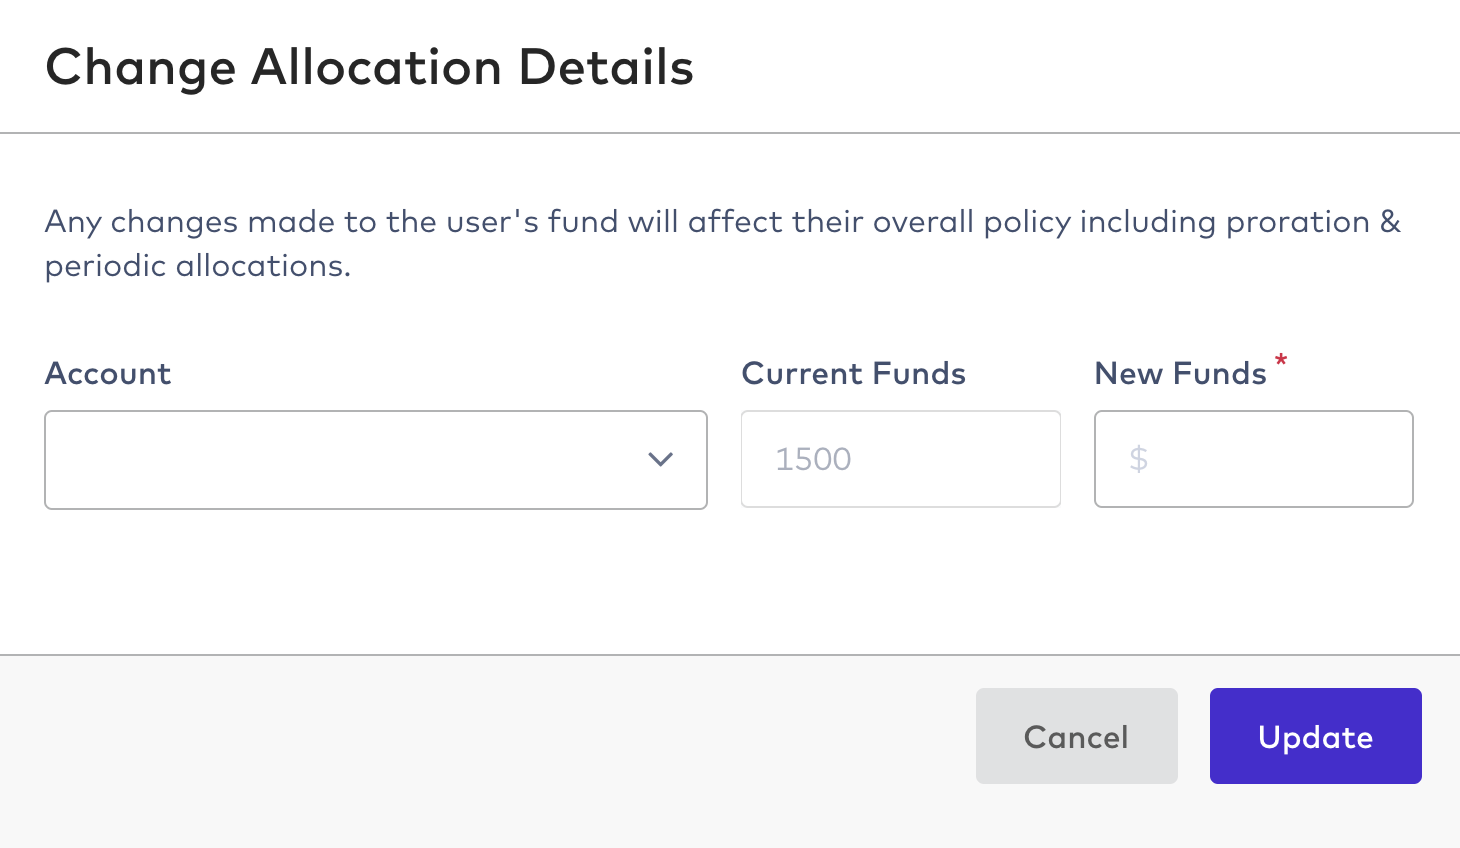 Change Allocation Details
Any changes made to the user's fund will affect their overall policy including proration &
periodic allocations.
Account
Current Funds
New Funds *
1500
$
Cancel
Update